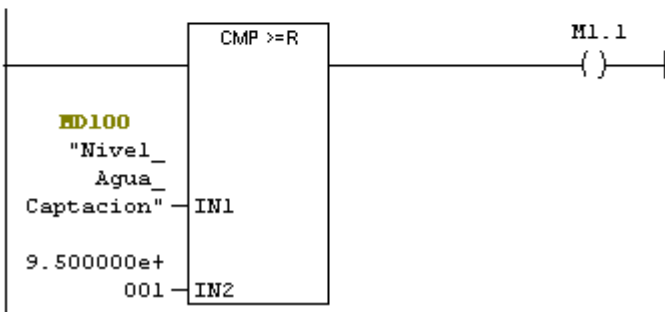 CMP >=R
M1.1
( )
MD100
"Nivel_
Agua_
Captacion"
IN1
9.500000e+
001
IN2